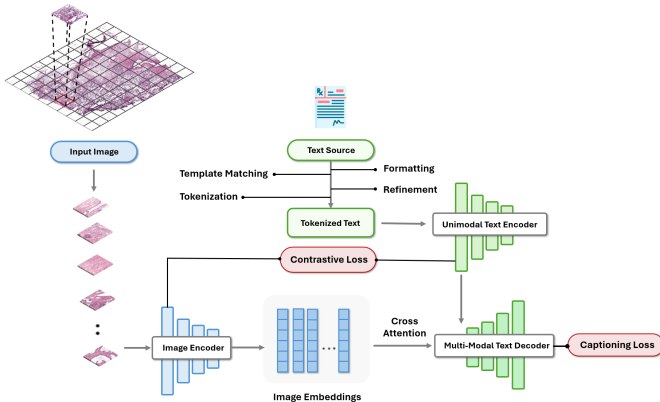 Rx
Text Source
Input Image
Template Matching
Formatting
Tokenization
Refinement
Tokenized Text
Unimodal Text Encoder
Contrastive Loss
Cross
Attention
Image Encoder
...
Multi-Modal Text Decoder
Captioning Loss
Image Embeddings